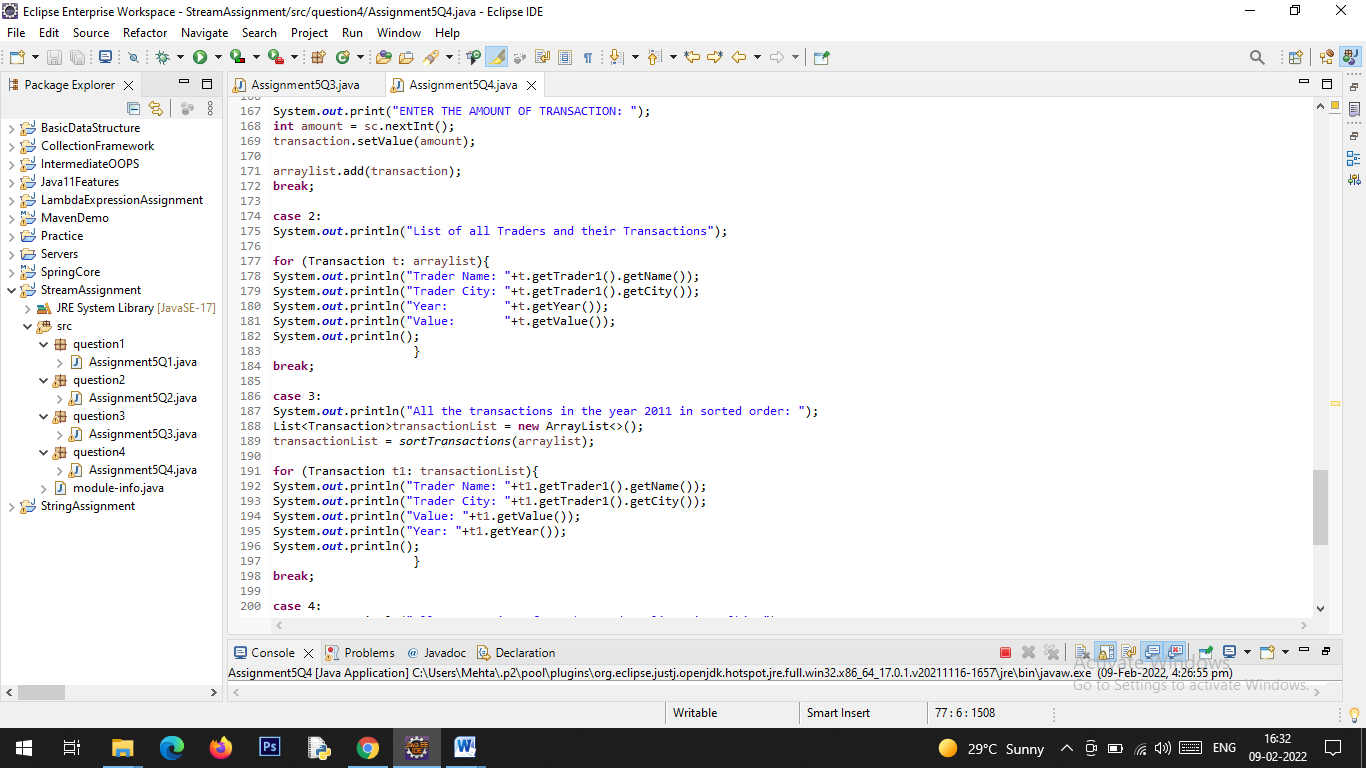 Eclipse Enterprise Workspace - StreamAssignment/src/question4/Assignment5Q4.java - Eclipse IDE
File Edit Source Refactor Navigate Search Project Run Window Help
Package Explorer
BasicDataStructure
CollectionFramework
IntermediateOOPS
Java11Features
LambdaExpressionAssignment
MavenDemo
Practice
Servers
SpringCore
StreamAssignment
JRE System Library [JavaSE-17]
src
question1
Assignment5Q1.java
question2
Assignment5Q2.java
question3
Assignment5Q3.java
question4
Assignment5Q4.java
module-info.java
StringAssignment
Assignment5Q3.java Assignment5Q4.java
167 System.out.print("ENTER THE AMOUNT OF TRANSACTION: ");
168 int amount = sc.nextInt();
169 transaction.setValue(amount);
170
171 arraylist.add(transaction);
172 break;
173
174 case 2:
175 System.out.println("List of all Traders and their Transactions");
176
177 for (Transaction t: arraylist){
178 System.out.println("Trader Name: "+t.getTrader1().getName());
179 System.out.println("Trader City: "+t.getTrader1().getCity());
180 System.out.println("Year:       "+t.getYear());
181 System.out.println("Value:       "+t.getValue());
182 System.out.println();
183 }
184 break;
185
186 case 3:
187 System.out.println("All the transactions in the year 2011 in sorted order: ");
188 List<Transaction>transactionList = new ArrayList<>();
189 transactionList = sortTransactions(arraylist);
190
191 for (Transaction t1: transactionList){
192 System.out.println("Trader Name: "+t1.getTrader1().getName());
193 System.out.println("Trader City: "+t1.getTrader1().getCity());
194 System.out.println("Value: "+t1.getValue());
195 System.out.println("Year: "+t1.getYear());
196 System.out.println();
197 }
198 break;
199
200 case 4:
Console Problems @ Javadoc Declaration
Assignment5Q4 [Java Application] C:\Users\Mehta\.p2\pool\plugins\org.eclipse.justj.openjdk.hotspot.jre.full.win32.x86_64_17.0.1.v20211116-1657\jre\bin\javaw.exe (09-Feb-2022, 4:26:55 pm)
Activate Windows
Go to Settings to activate Windows.
Writable Smart Insert 77 : 6 : 1508
Ps
JAVA EE
IDE
W
29°C Sunny ENG 16:32
09-02-2022